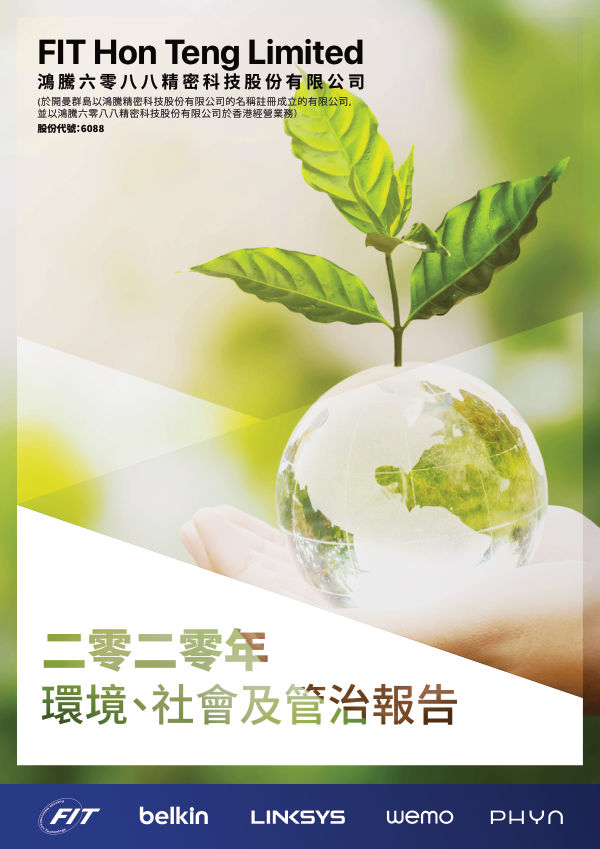 FIT Hon Teng Limited
鴻騰六零八八精密科技股份有限公司
(於開曼群島以鴻騰精密科技股份有限公司的名稱註冊成立的有限公司,
並以鴻騰六零八八精密科技股份有限公司於香港經營業務)
股份代號:6088
二零二零年
環境、社會及管治報告
FIT belkin LINKSYS wemo PHYN